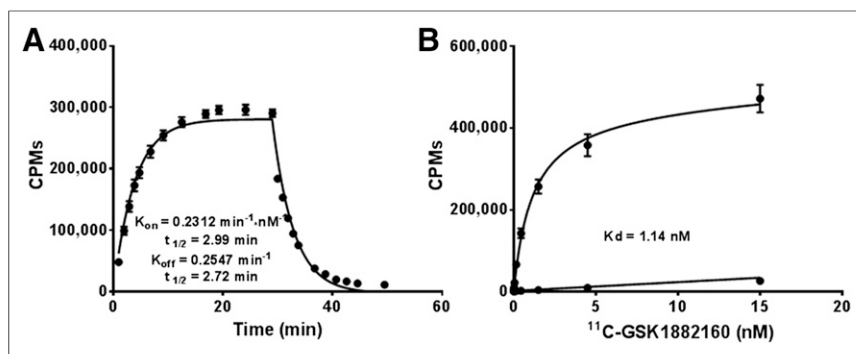 A
400,000
300,000
200,000
100,000
0
CPMs
Kon = 0.2312 min-1·nM-1
t 1/2 = 2.99 min
Koff = 0.2547 min-1
t 1/2 = 2.72 min
0 20 40 60
Time (min)
B
600,000
400,000
200,000
0
CPMs
Kd = 1.14 nM
0 5 10 15 20
11C-GSK1882160 (nM)